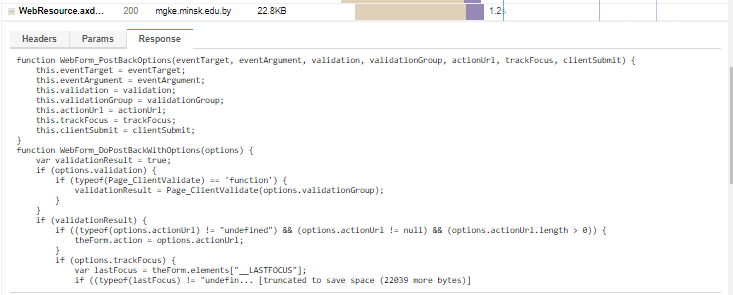 WebResource.axd... 200 mgke.minsk.edu.by 22.8KB 1.2s
Headers Params Response
function WebForm_PostBackOptions(eventTarget, eventArgument, validation, validationGroup, actionUrl, trackFocus, clientSubmit) {
    this.eventTarget = eventTarget;
    this.eventArgument = eventArgument;
    this.validation = validation;
    this.validationGroup = validationGroup;
    this.actionUrl = actionUrl;
    this.trackFocus = trackFocus;
    this.clientSubmit = clientSubmit;
}
function WebForm_DoPostBackWithOptions(options) {
    var validationResult = true;
    if (options.validation) {
        if (typeof(Page_ClientValidate) == 'function') {
            validationResult = Page_ClientValidate(options.validationGroup);
        }
    }
    if (validationResult) {
        if ((typeof(options.actionUrl) != "undefined") && (options.actionUrl != null) && (options.actionUrl.length > 0)) {
            theForm.action = options.actionUrl;
        }
        if (options.trackFocus) {
            var lastFocus = theForm.elements["__LASTFOCUS"];
            if ((typeof(lastFocus) != "undefin... [truncated to save space (22039 more bytes)]